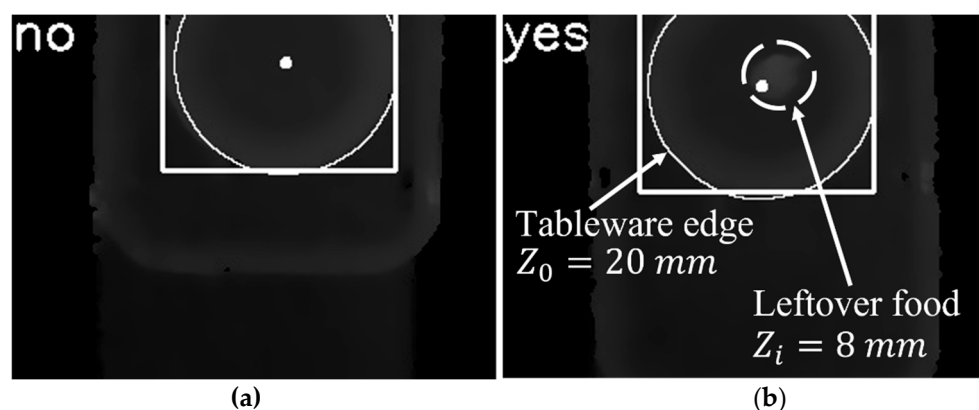 no
yes
Tableware edge
Z₀ = 20 mm
Leftover food
Zᵢ = 8 mm
(a)
(b)